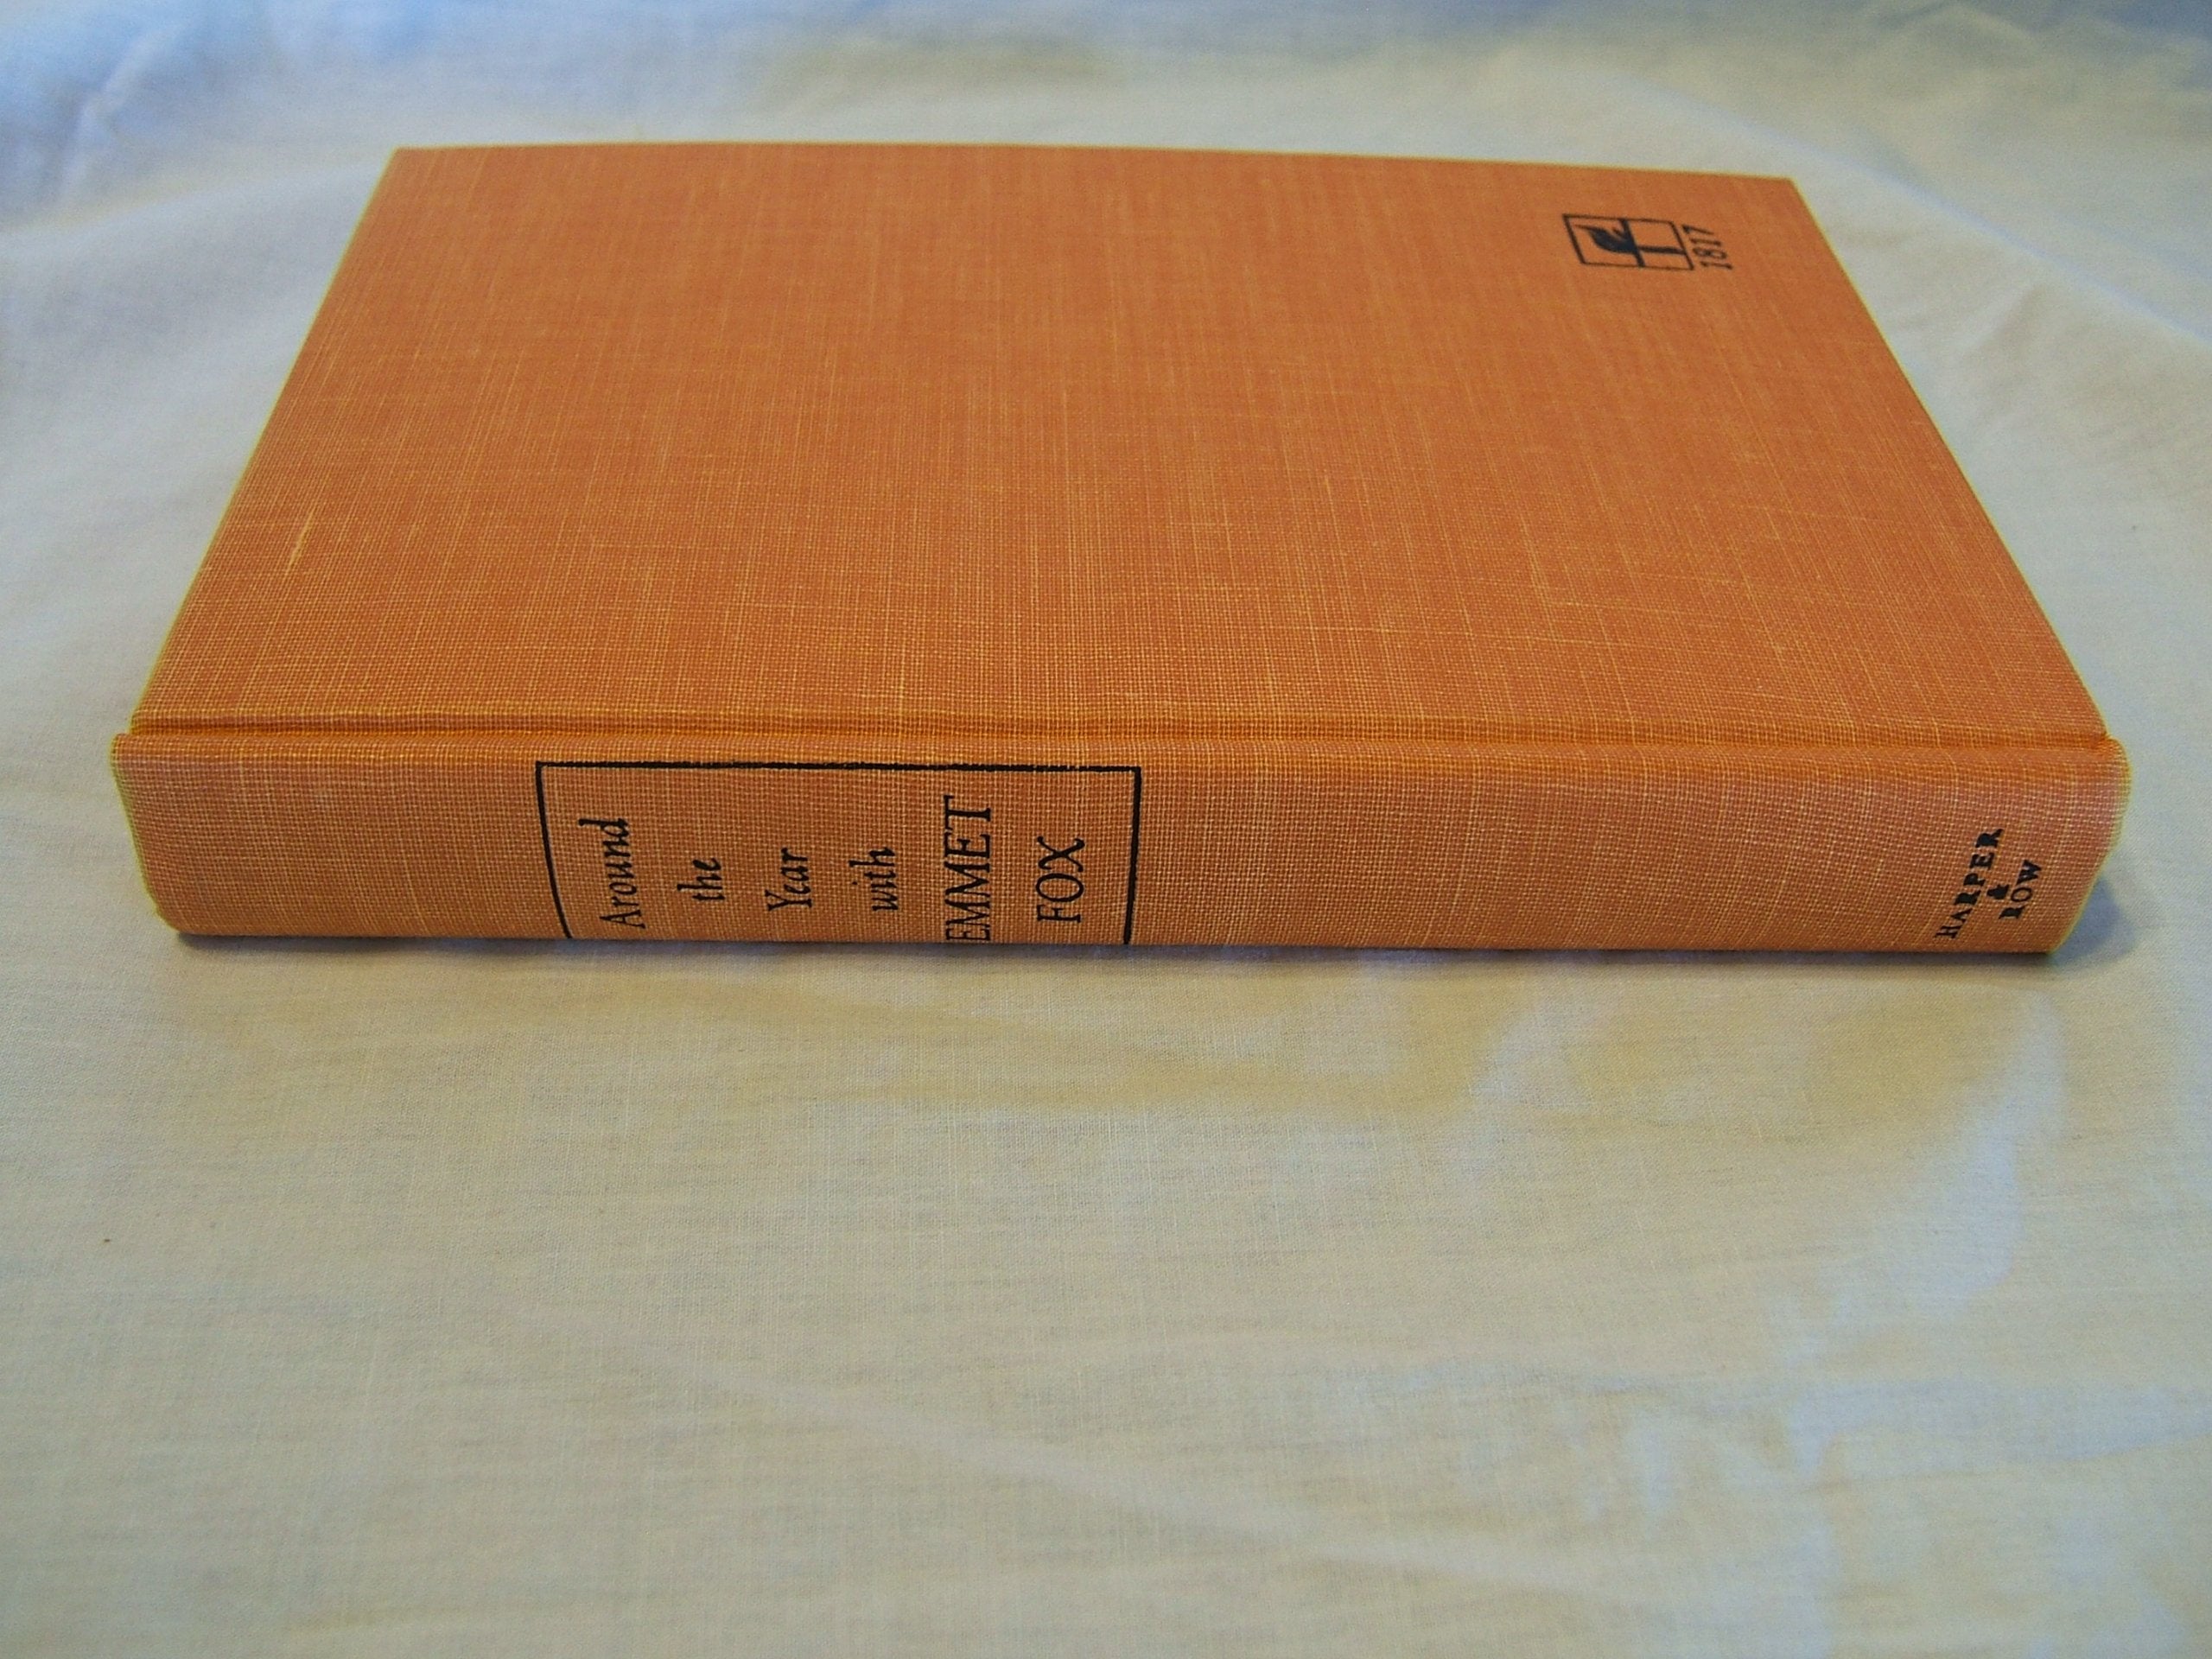 1817
Around
the
Year
with
EMMET
FOX
HARPER
&
ROW